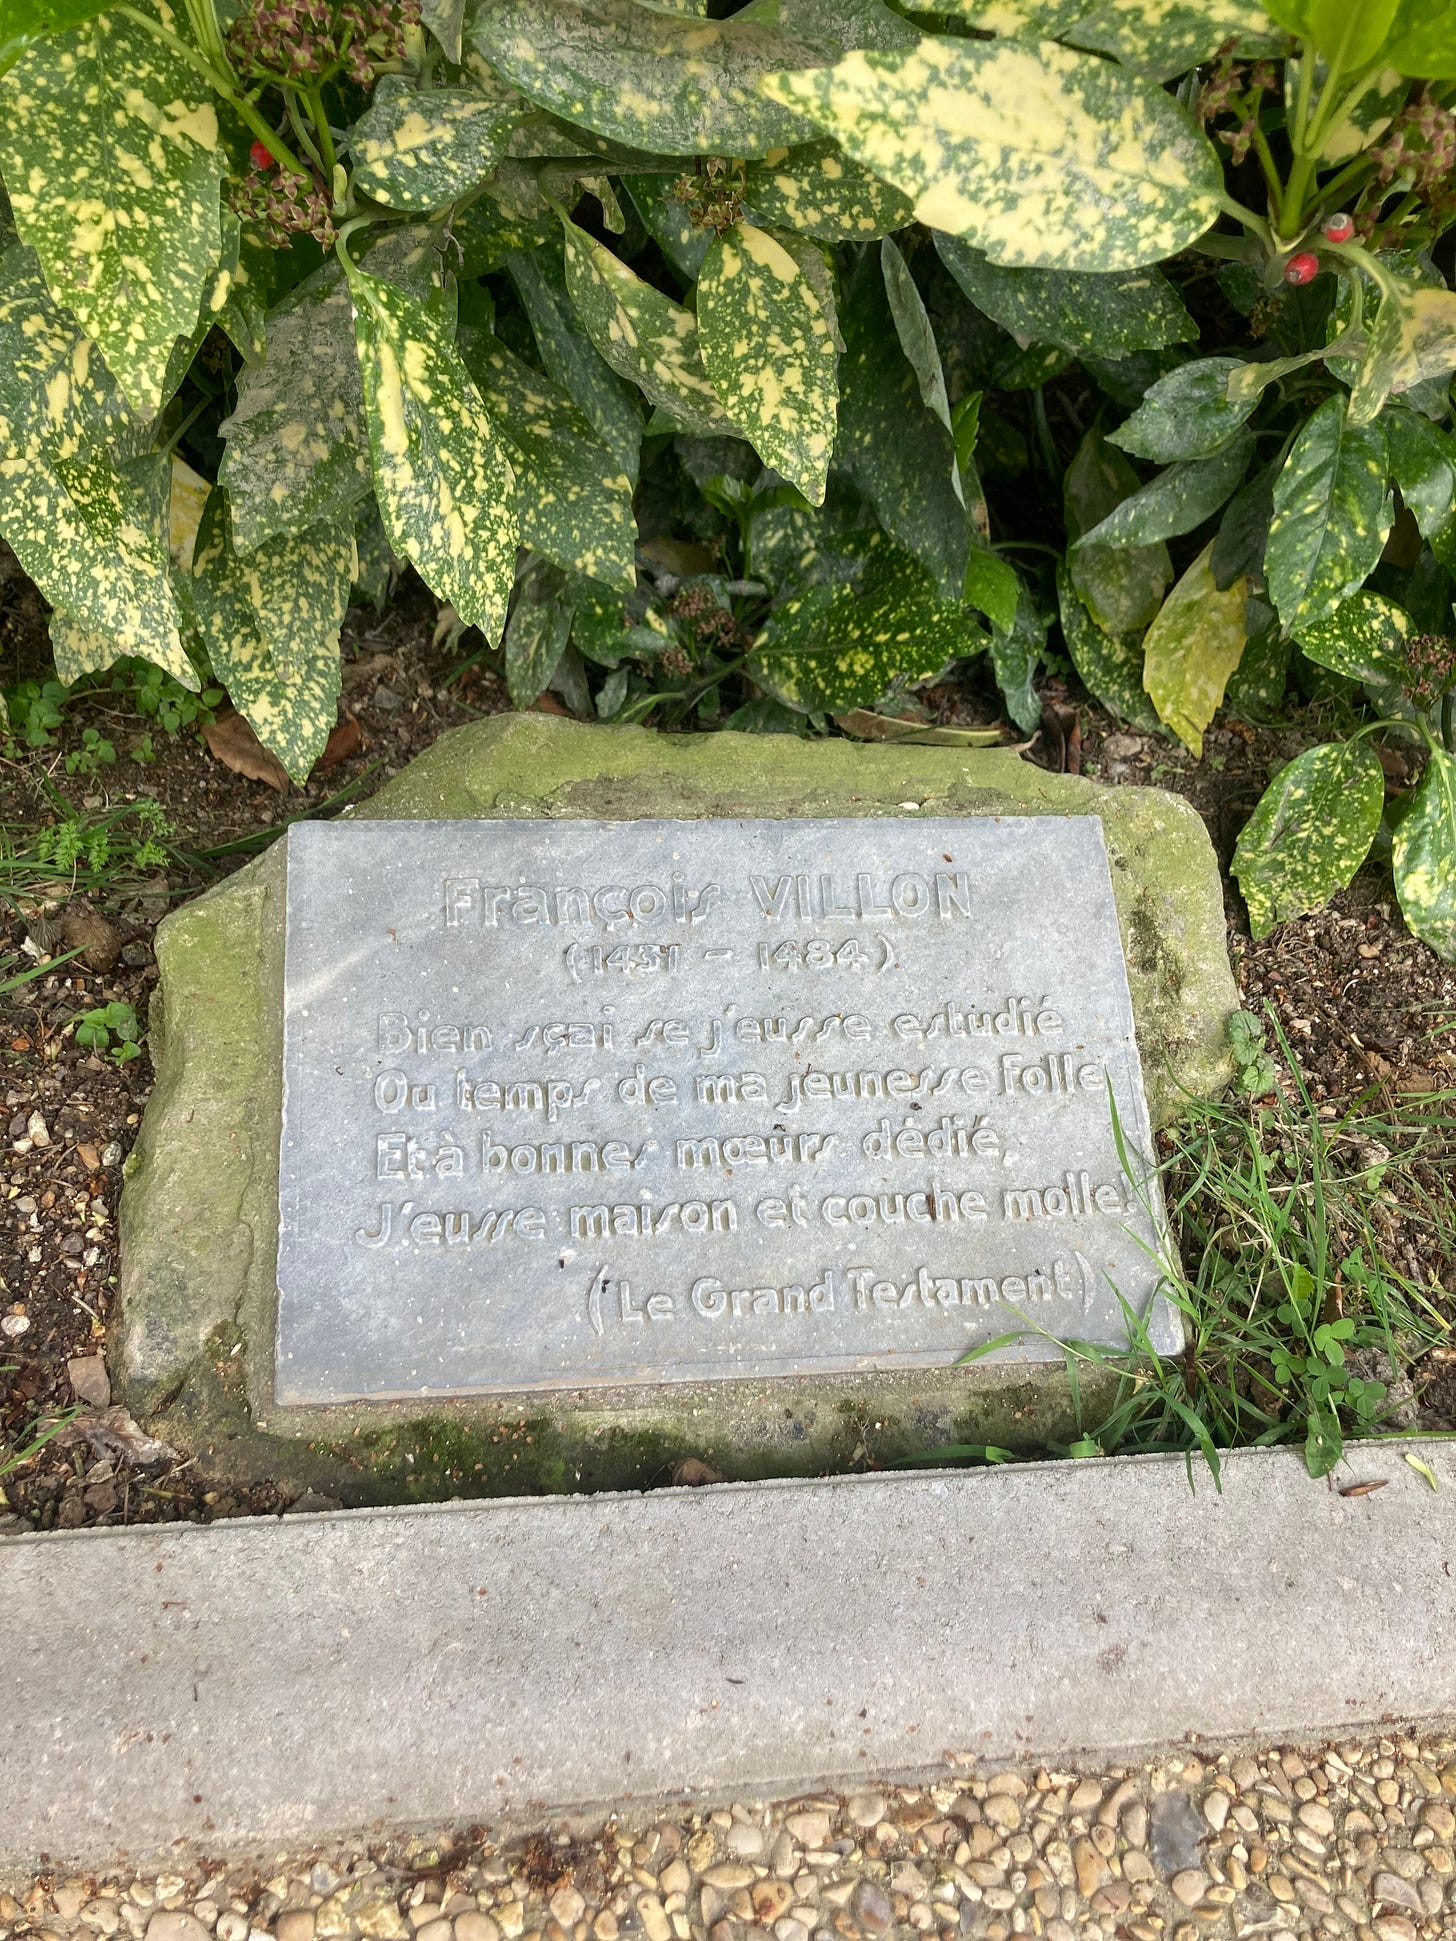 François VILLON
(1431 - 1484)
Bien sçai se j'eusse estudié
Ou temps de ma jeunesse folle
Et à bonnes mœurs dédié,
J'eusse maison et couche molle!
(Le Grand Testament)